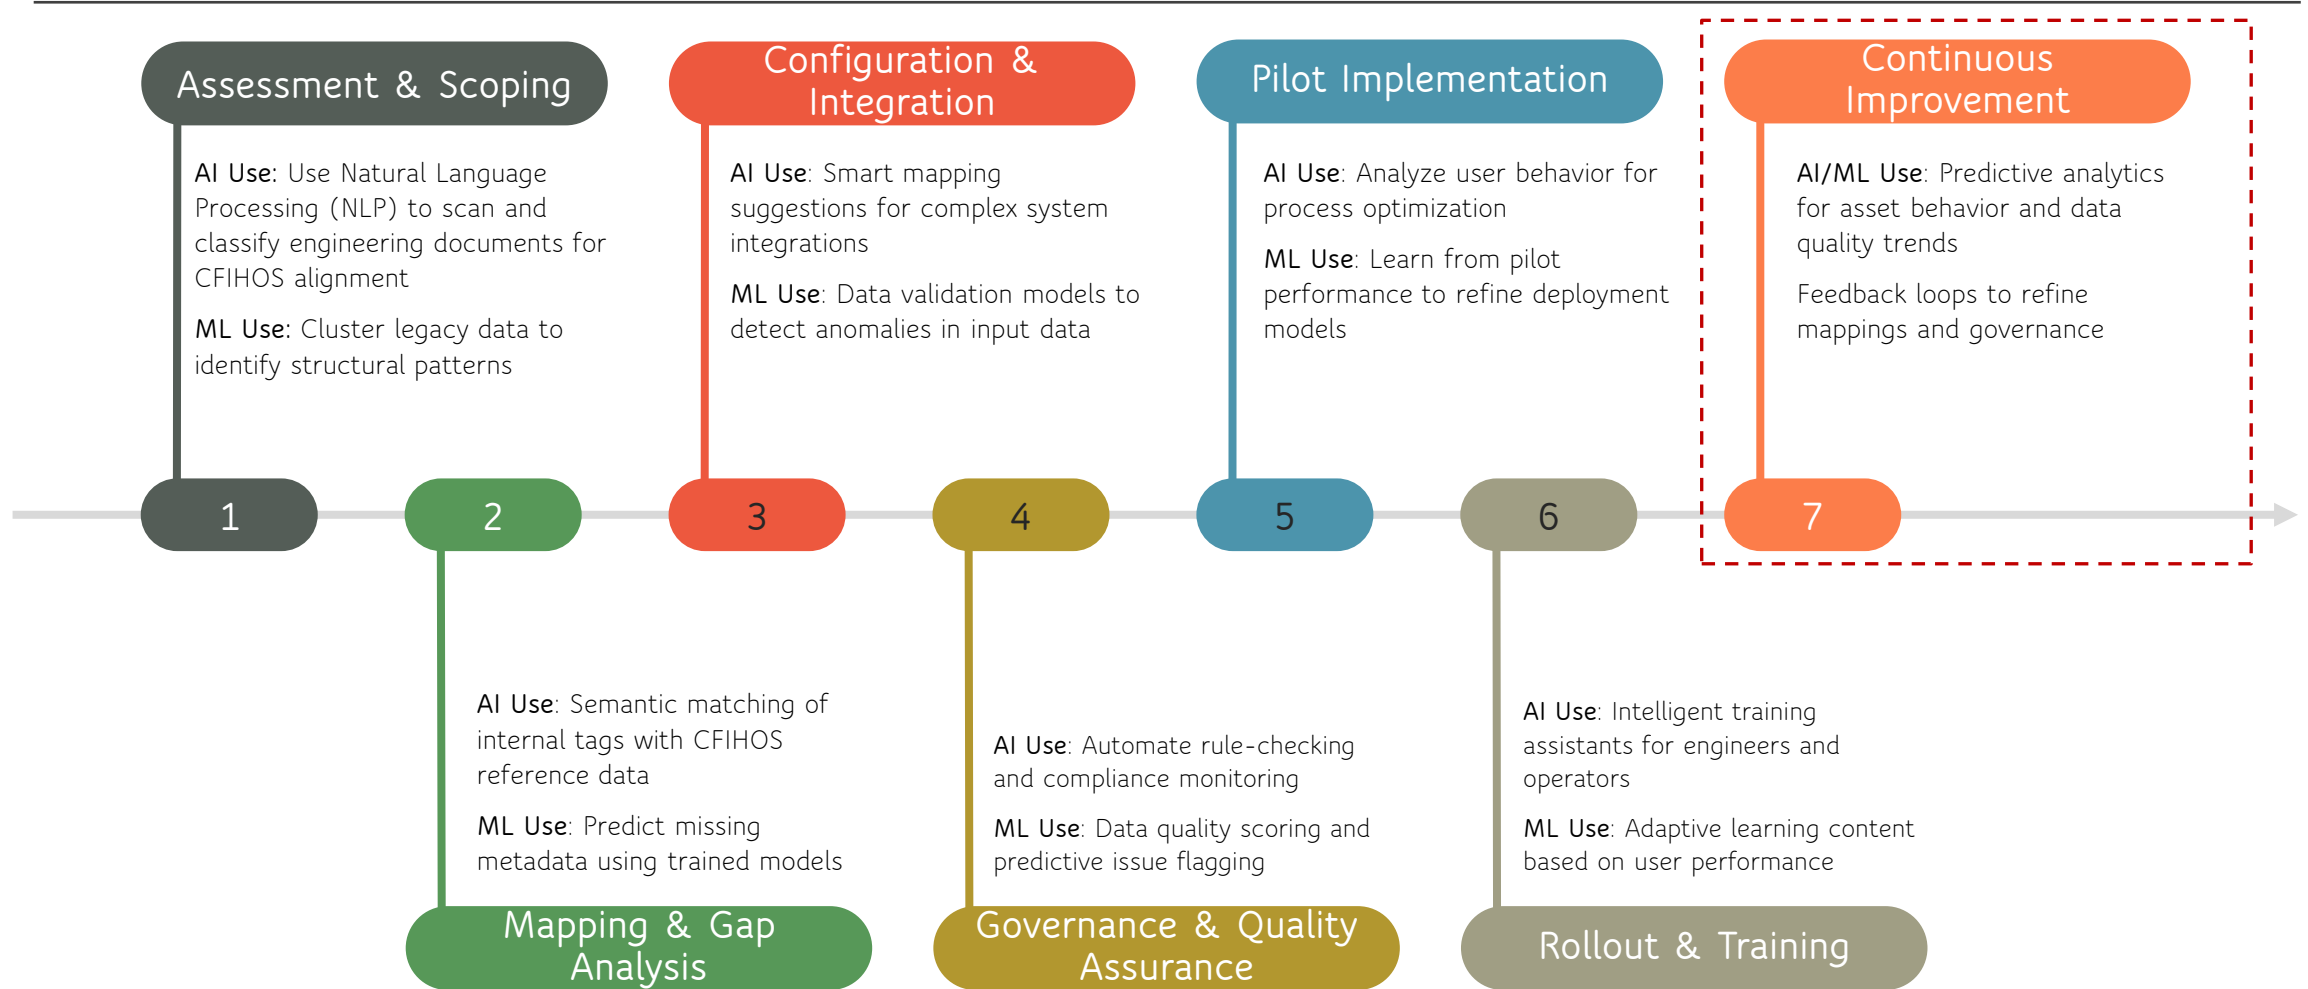 Assessment & Scoping
AI Use: Use Natural Language
Processing (NLP) to scan and
classify engineering documents for
CFIHOS alignment
ML Use: Cluster legacy data to
identify structural patterns
Configuration &
Integration
AI Use: Smart mapping
suggestions for complex system
integrations
ML Use: Data validation models to
detect anomalies in input data
Pilot Implementation
AI Use: Analyze user behavior for
process optimization
ML Use: Learn from pilot
performance to refine deployment
models
Continuous
Improvement
AI/ML Use: Predictive analytics
for asset behavior and data
quality trends
Feedback loops to refine
mappings and governance
1
2
3
4
5
6
7
AI Use: Semantic matching of
internal tags with CFIHOS
reference data
ML Use: Predict missing
metadata using trained models
Mapping & Gap
Analysis
AI Use: Automate rule-checking
and compliance monitoring
ML Use: Data quality scoring and
predictive issue flagging
Governance & Quality
Assurance
AI Use: Intelligent training
assistants for engineers and
operators
ML Use: Adaptive learning content
based on user performance
Rollout & Training